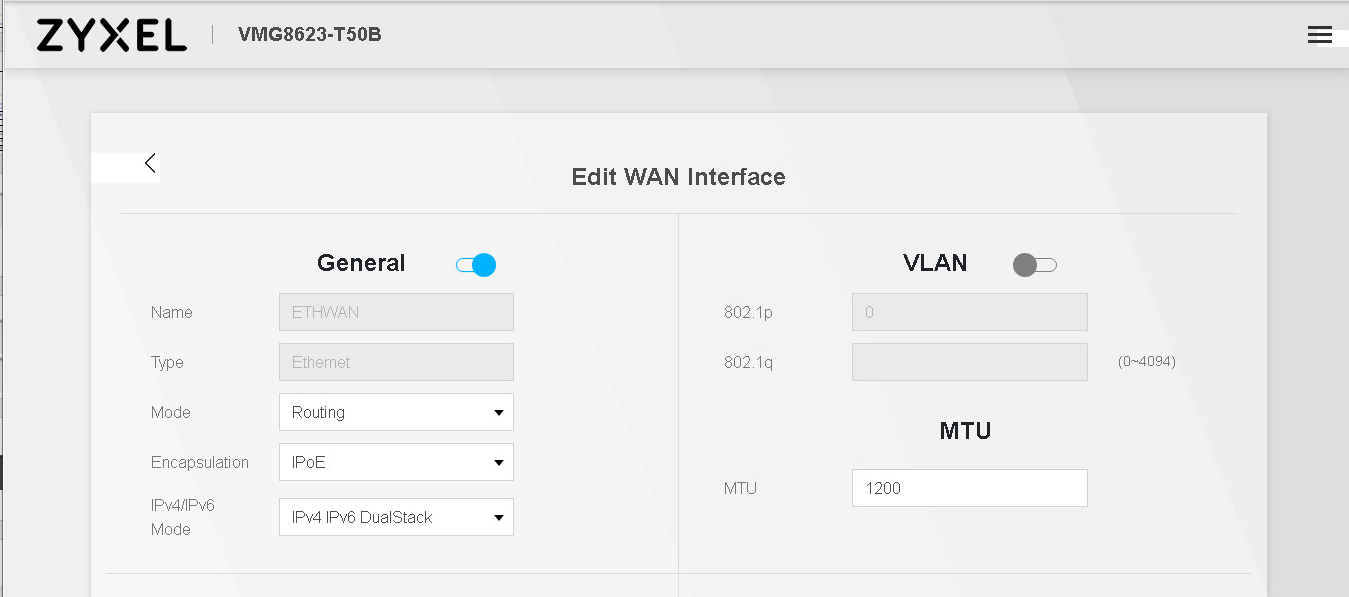 ZYXEL | VMG8623-T50B
Edit WAN Interface
General
Name ETHWAN
Type Ethernet
Mode Routing
Encapsulation IPoE
IPv4/IPv6
Mode IPv4 IPv6 DualStack
VLAN
802.1p 0
802.1q (0~4094)
MTU
MTU 1200